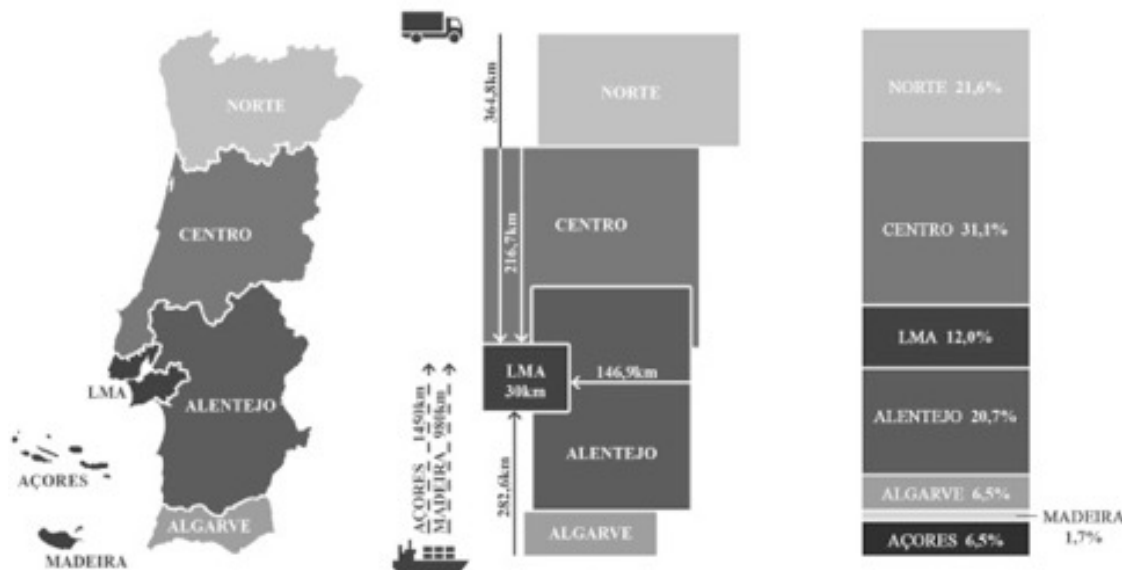 NORTE
CENTRO
LMA
ALENTEJO
AÇORES
ALGARVE
MADEIRA
364,8km
NORTE
216,7km
CENTRO
LMA
30km
146,9km
AÇORES 1450km
MADEIRA 980km
282,6km
ALENTEJO
ALGARVE
NORTE 21,6%
CENTRO 31,1%
LMA 12,0%
ALENTEJO 20,7%
ALGARVE 6,5%
MADEIRA
1,7%
AÇORES 6,5%